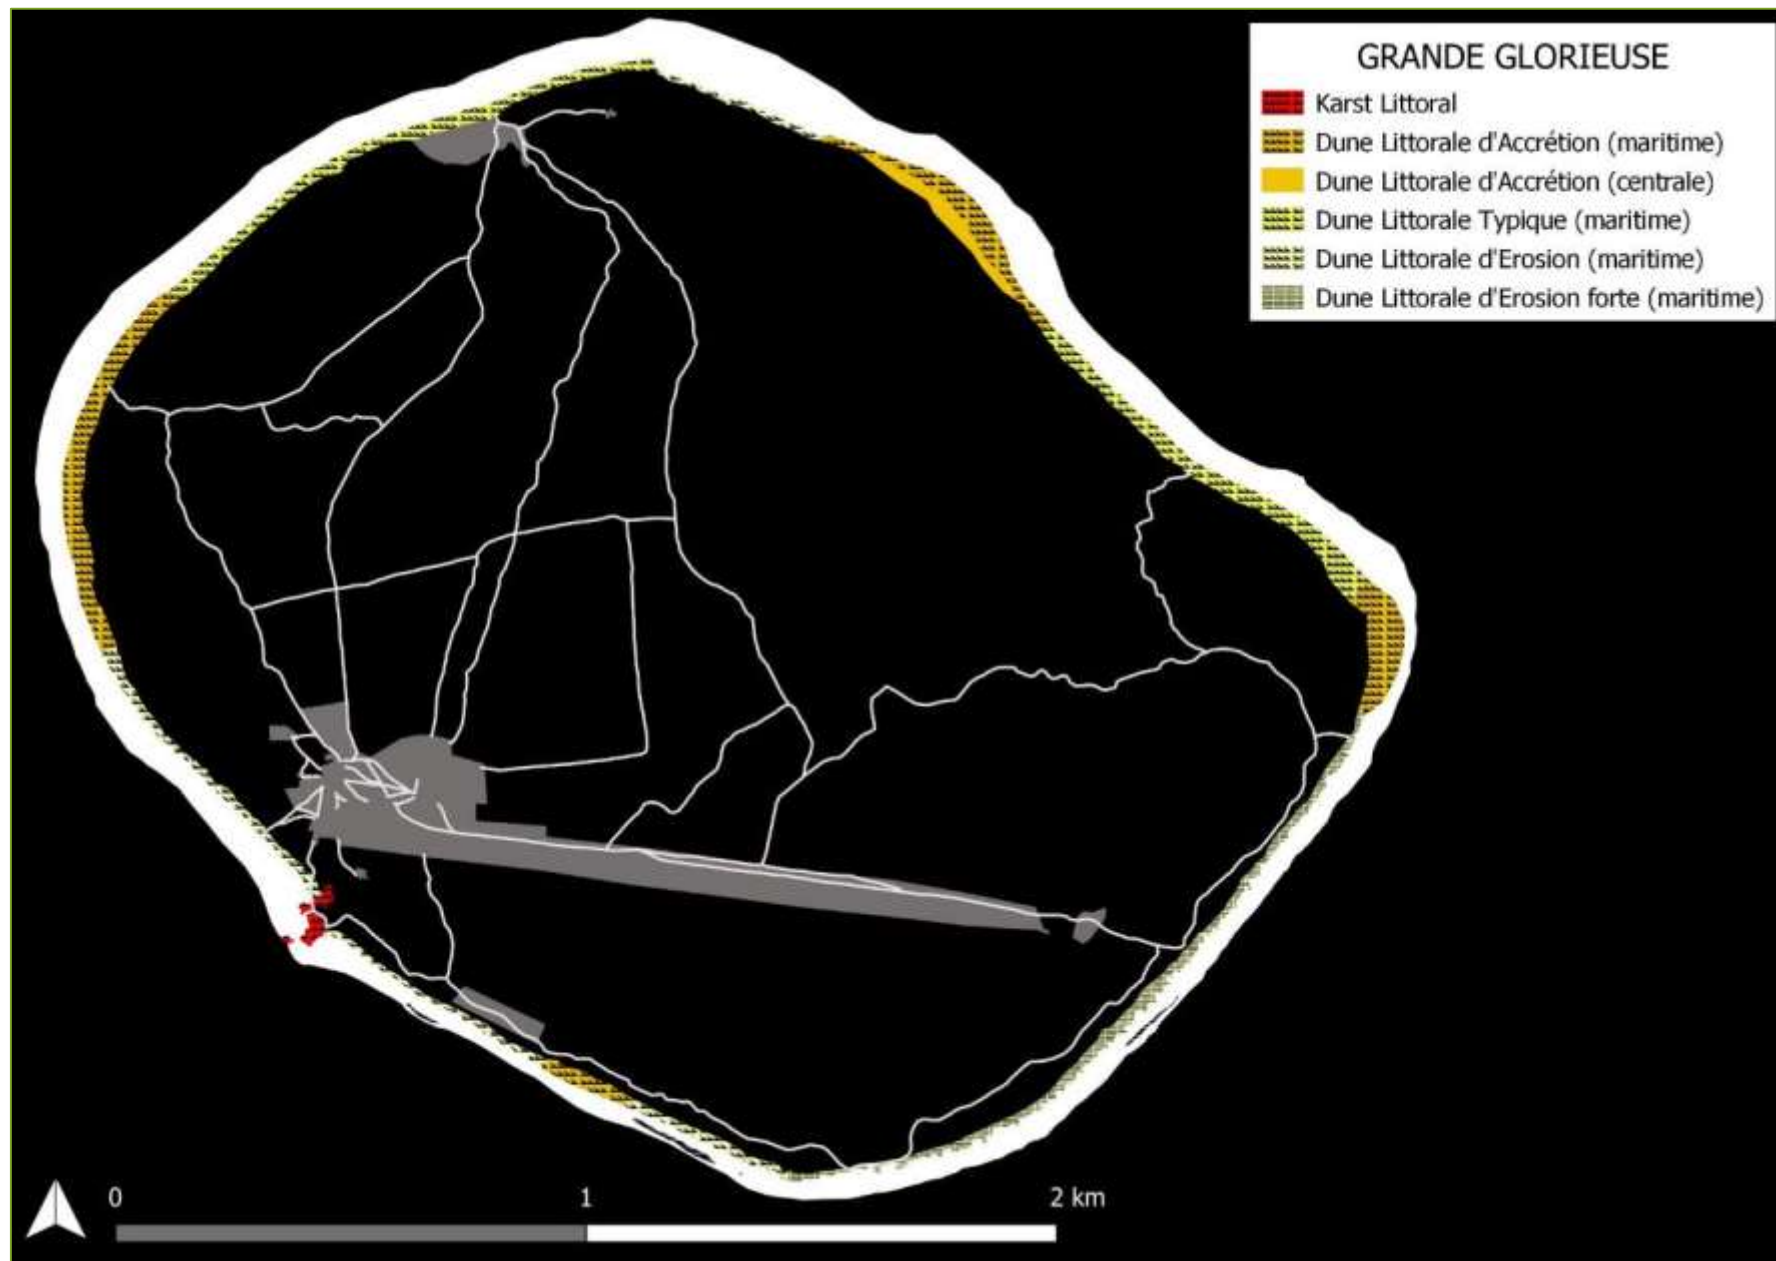 GRANDE GLORIEUSE
Karst Littoral
Dune Littorale d'Accrétion (maritime)
Dune Littorale d'Accrétion (centrale)
Dune Littorale Typique (maritime)
Dune Littorale d'Erosion (maritime)
Dune Littorale d'Erosion forte (maritime)
0 1 2 km